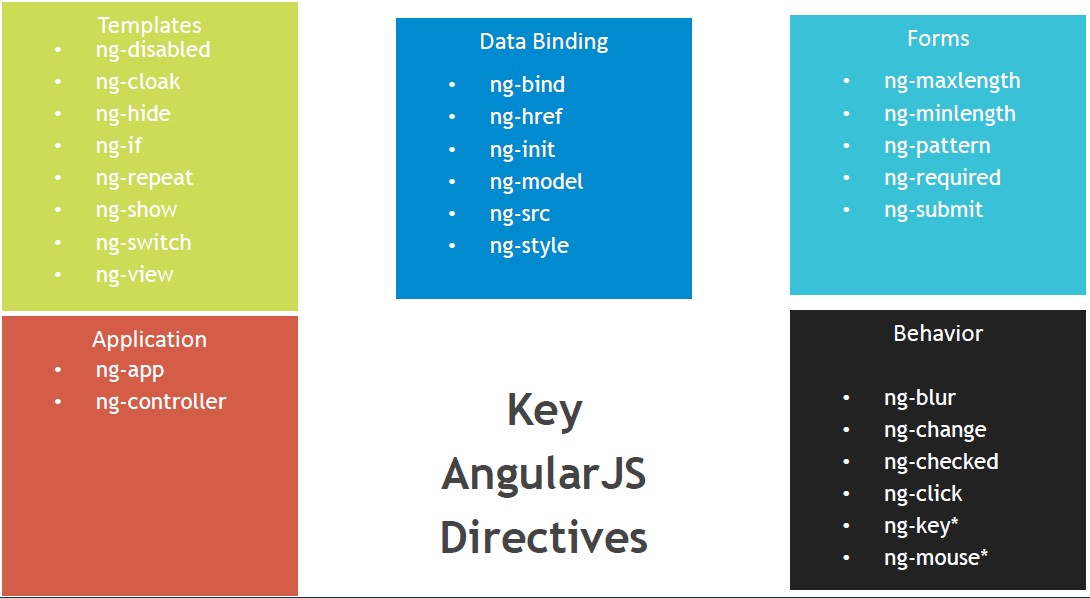 Templates
• ng-disabled
• ng-cloak
• ng-hide
• ng-if
• ng-repeat
• ng-show
• ng-switch
• ng-view
Data Binding
• ng-bind
• ng-href
• ng-init
• ng-model
• ng-src
• ng-style
Forms
• ng-maxlength
• ng-minlength
• ng-pattern
• ng-required
• ng-submit
Application
• ng-app
• ng-controller
Key
AngularJS
Directives
Behavior
• ng-blur
• ng-change
• ng-checked
• ng-click
• ng-key*
• ng-mouse*